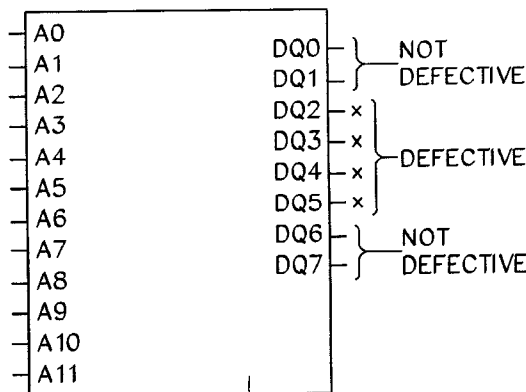 A0
A1
A2
A3
A4
A5
A6
A7
A8
A9
A10
A11
DQ0
DQ1
DQ2 x
DQ3 x
DQ4 x
DQ5 x
DQ6
DQ7
NOT
DEFECTIVE
DEFECTIVE
NOT
DEFECTIVE